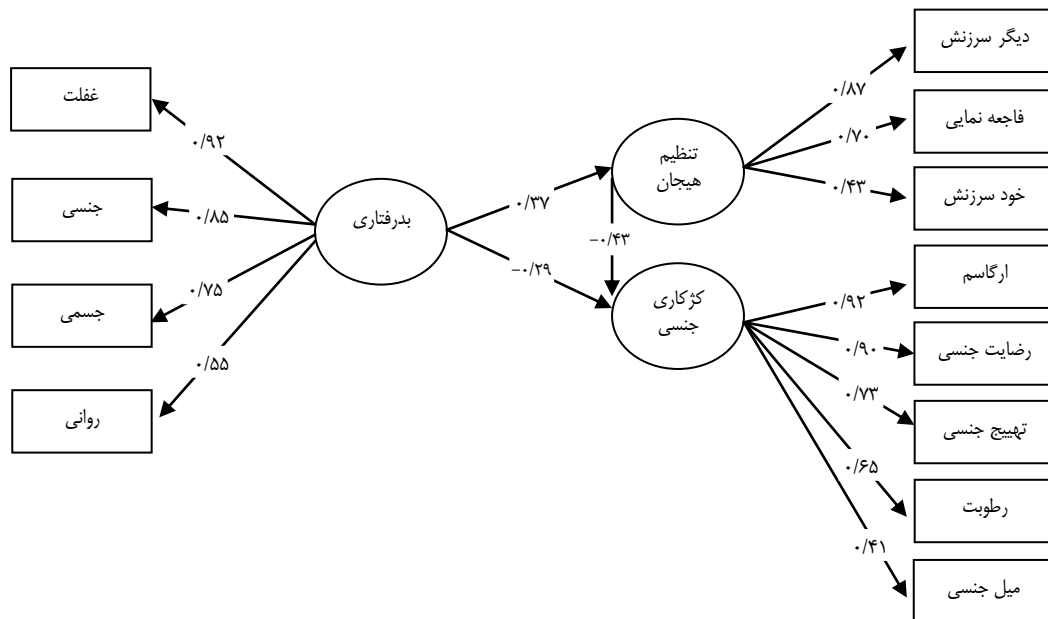 دیگر سرزنش
۰/۸۷
غفلت
فاجعه نمایی
۰/۹۲
۰/۷۰
تنظیم
هیجان
خود سرزنش
۰/۴۳
جنسی
۰/۸۵
بدرفتاری
۰/۳۷
−۰/۴۳
−۰/۲۹
ارگاسم
۰/۹۲
جسمی
۰/۷۵
کژکاری
جنسی
رضایت جنسی
۰/۹۰
۰/۵۵
۰/۷۳
روانی
تهییج جنسی
۰/۶۵
رطوبت
۰/۴۱
میل جنسی